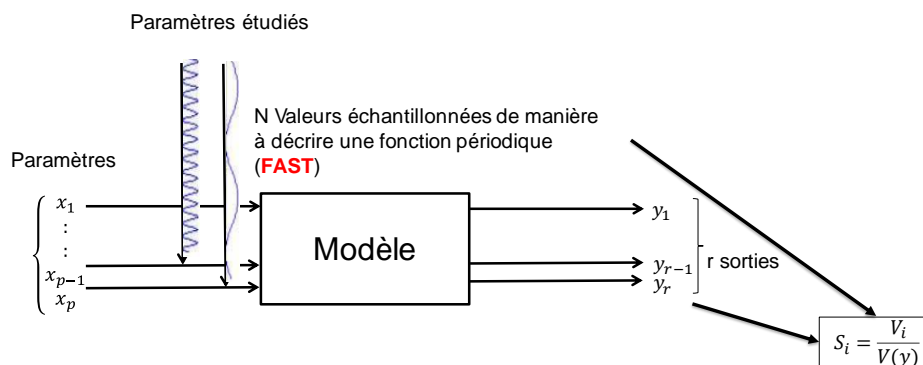 Paramètres étudiés
N Valeurs échantillonnées de manière
à décrire une fonction périodique
(FAST)
Paramètres
x_1
:
:
x_{p-1}
x_p
Modèle
y_1
y_{r-1}
y_r
r sorties
S_i = \frac{V_i}{V(y)}